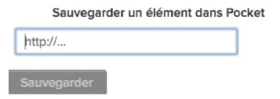 Sauvegarder un élément dans Pocket
http://...
Sauvegarder